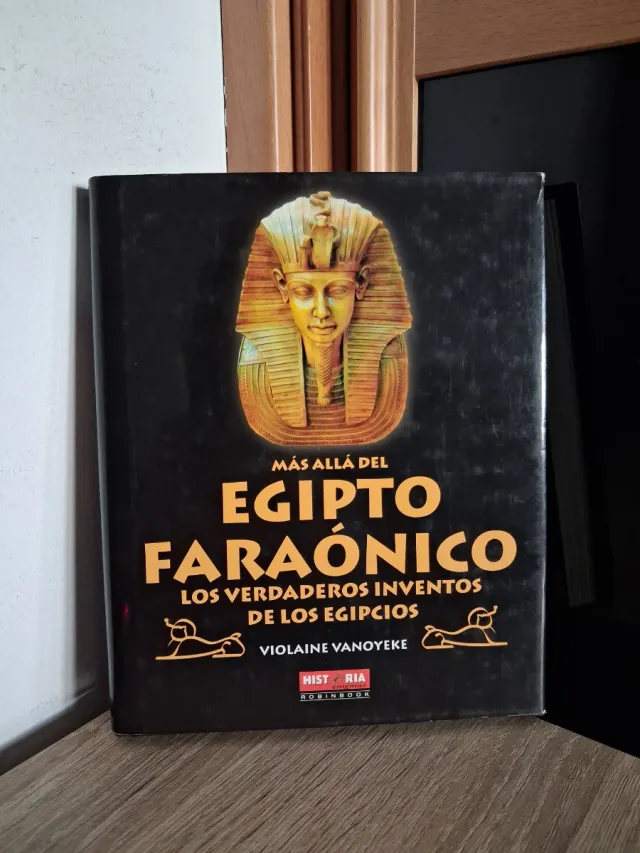 MÁS ALLÁ DEL
EGIPTO
FARAÓNICO
LOS VERDADEROS INVENTOS
DE LOS EGIPCIOS
VIOLAINE VANOYEKE
HISTORIA
ROBINBOOK